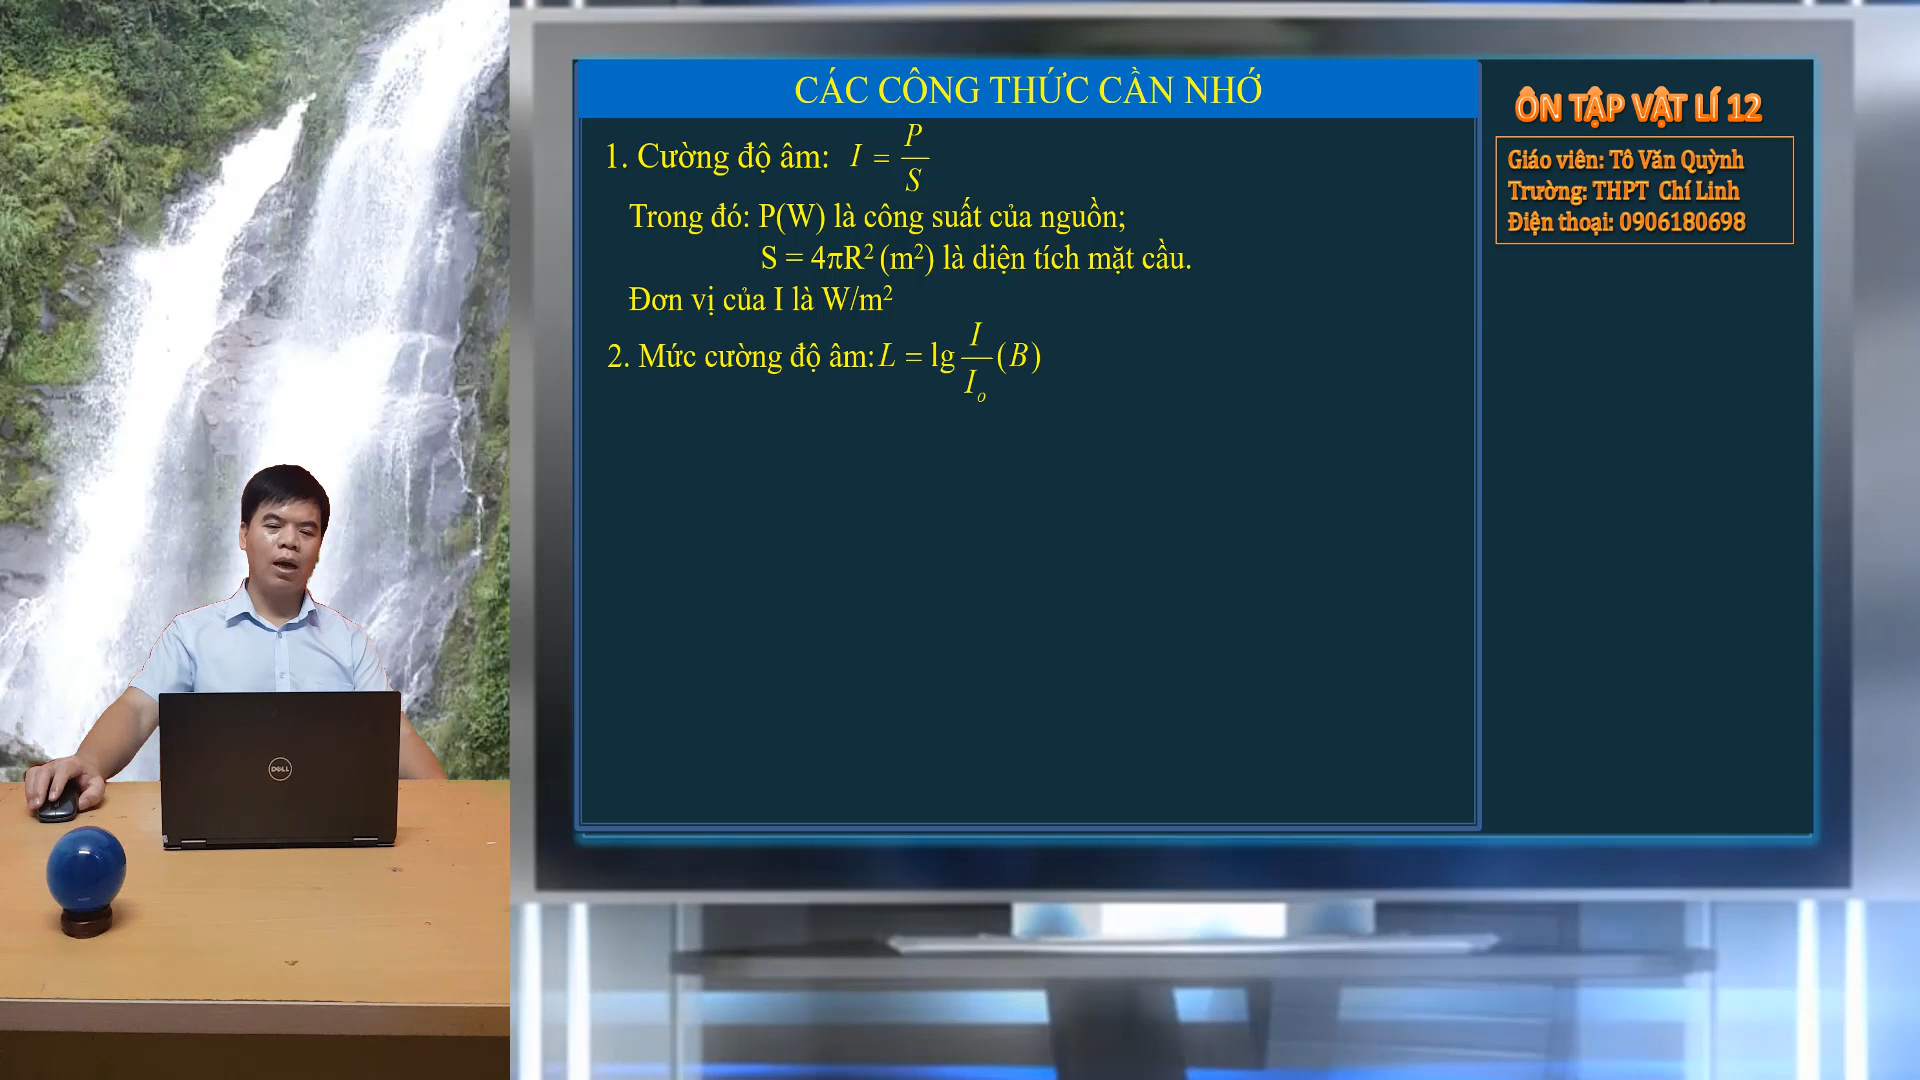 CÁC CÔNG THỨC CẦN NHỚ
1. Cường độ âm: I = P/S
Trong đó: P(W) là công suất của nguồn;
S = 4πR² (m²) là diện tích mặt cầu.
Đơn vị của I là W/m²
2. Mức cường độ âm: L = lg I/Iₒ (B)
ÔN TẬP VẬT LÍ 12
Giáo viên: Tô Văn Quỳnh
Trường: THPT Chí Linh
Điện thoại: 0906180698
DELL